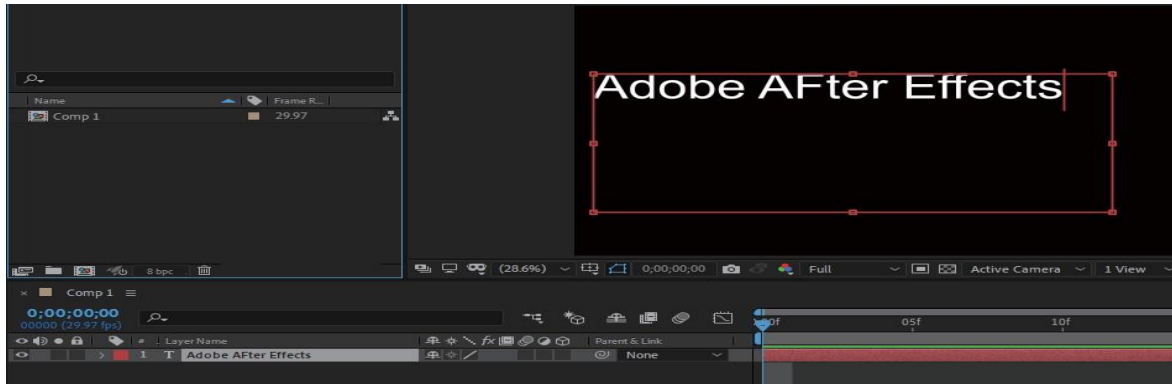 Adobe AFter Effects
Name Frame R...
Comp 1 29.97
8 bpc
(28.6%) 0;00;00;00 Full Active Camera 1 View
Comp 1
0;00;00;00
00000 (29.97 fps)
05f 10f
# Layer Name fx Parent & Link
1 T Adobe AFter Effects None